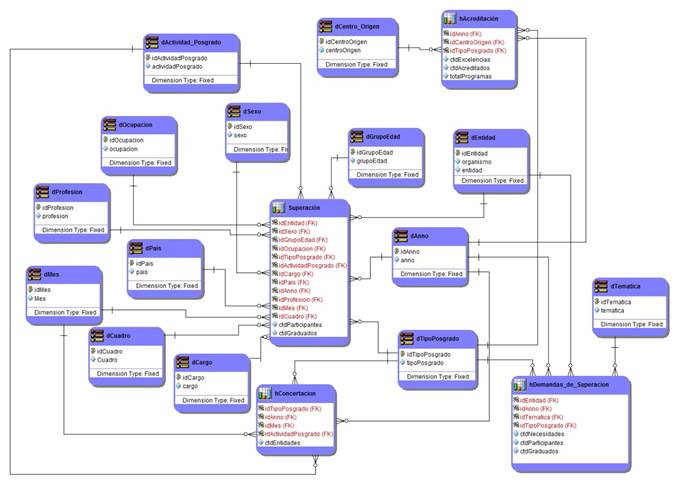 dActividad_Posgrado
idActividadPosgrado
actividadPosgrado
Dimension Type: Fixed
dCentro_Origen
idCentroOrigen
centroOrigen
Dimension Type: Fixed
hAcreditación
idAnno (FK)
idCentroOrigen (FK)
idTipoPosgrado (FK)
ctdExcelencias
ctdAcreditados
totalProgramas
dOcupacion
idOcupacion
ocupacion
Dimension Type: Fixed
dSexo
idSexo
sexo
Dimension Type: Fixed
dGrupoEdad
idGrupoEdad
grupoEdad
Dimension Type: Fixed
dEntidad
idEntidad
organismo
entidad
Dimension Type: Fixed
dProfesion
idProfesion
profesion
Dimension Type: Fixed
Superación
idEntidad (FK)
idSexo (FK)
idGrupoEdad (FK)
idOcupacion (FK)
idTipoPosgrado (FK)
idActividadPosgrado (FK)
idCargo (FK)
idPais (FK)
idAnno (FK)
idProfesion (FK)
idMes (FK)
idCuadro (FK)
ctdParticipantes
ctdGraduados
dAnno
idAnno
anno
Dimension Type: Fixed
dPais
idPais
pais
Dimension Type: Fixed
dMes
idMes
Mes
Dimension Type: Fixed
dTematica
idTematica
tematica
Dimension Type: Fixed
dCuadro
idCuadro
Cuadro
Dimension Type: Fixed
dCargo
idCargo
cargo
Dimension Type: Fixed
dTipoPosgrado
idTipoPosgrado
tipoPosgrado
Dimension Type: Fixed
hConcertacion
idTipoPosgrado (FK)
idAnno (FK)
idMes (FK)
idActividadPosgrado (FK)
ctdEntidades
hDemandas_de_Superacion
idEntidad (FK)
idAnno (FK)
idTematica (FK)
idTipoPosgrado (FK)
ctdNecesidades
ctdParticipantes
ctdGraduados